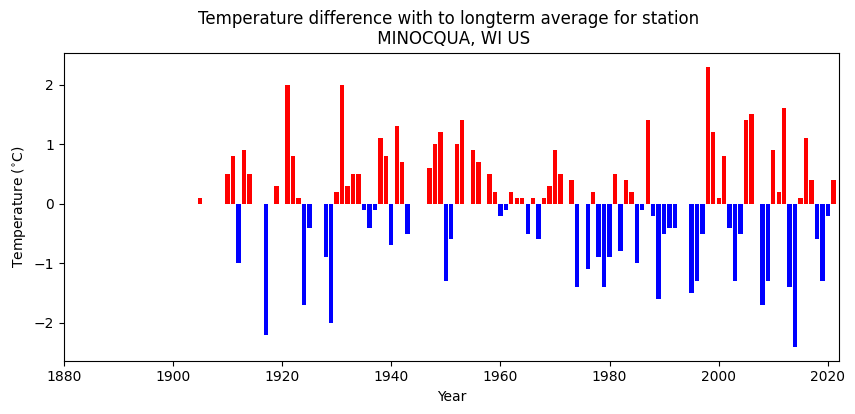 Temperature difference with to longterm average for station
MINOCQUA, WI US
Temperature (°C)
2
1
0
−1
−2
1880 1900 1920 1940 1960 1980 2000 2020
Year